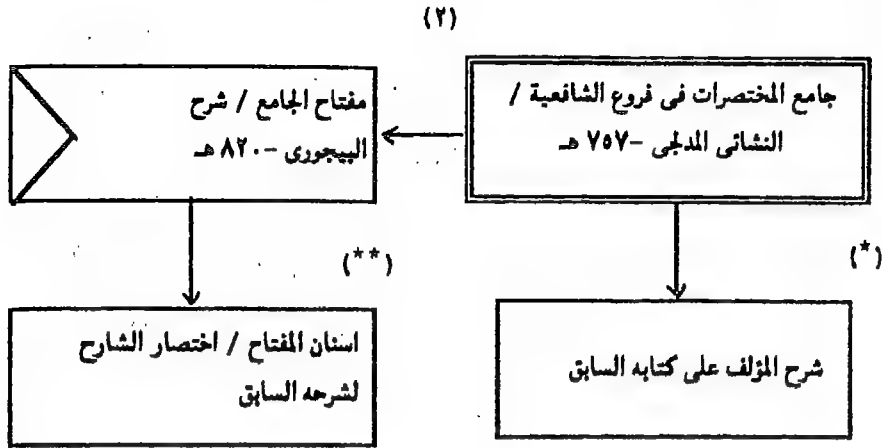 (٢)
جامع المختصرات فى فروع الشافعية /
النشائى المدلجى -٧٥٧ هـ
مفتاح الجامع / شرح
البيجورى -٨٢٠ هـ
(*)
(**)
شرح المؤلف على كتابه السابق
اسنان المفتاح / اختصار الشارح
لشرحه السابق